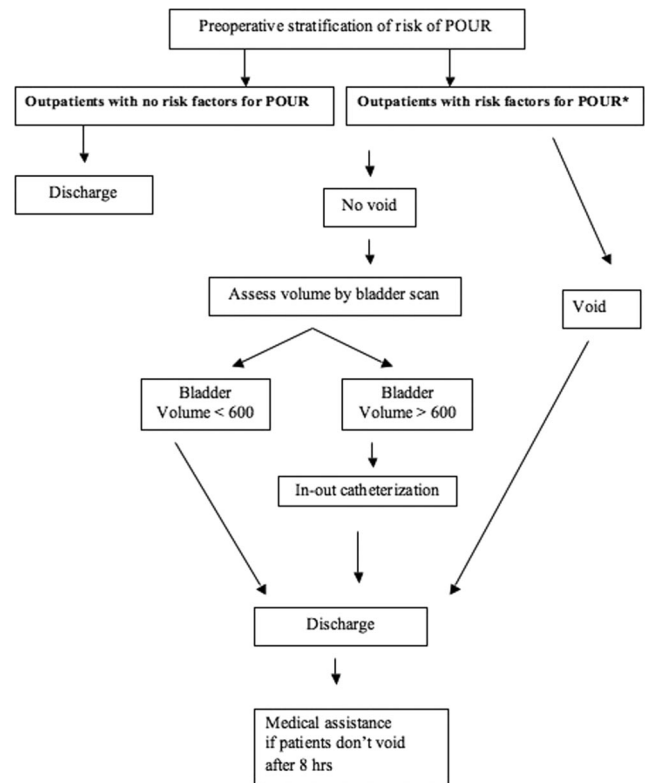 Preoperative stratification of risk of POUR
Outpatients with no risk factors for POUR
Outpatients with risk factors for POUR*
Discharge
No void
Assess volume by bladder scan
Void
Bladder
Volume < 600
Bladder
Volume > 600
In-out catheterization
Discharge
Medical assistance
if patients don't void
after 8 hrs